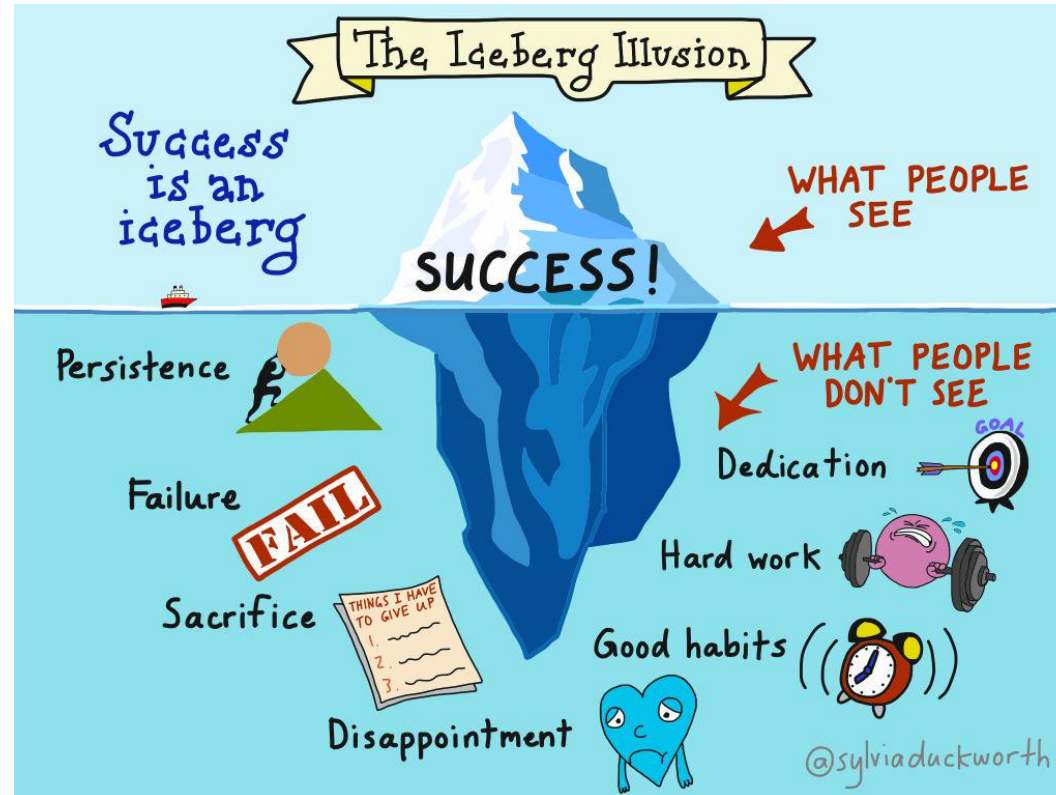 The Iceberg Illusion
Success
is an
iceberg
WHAT PEOPLE
SEE
SUCCESS!
WHAT PEOPLE
DON'T SEE
Persistence
GOAL
Dedication
Failure
FAIL
Hard work
Sacrifice
THINGS I HAVE
TO GIVE UP
1.
2.
3.
Good habits
Disappointment
@sylviaduckworth